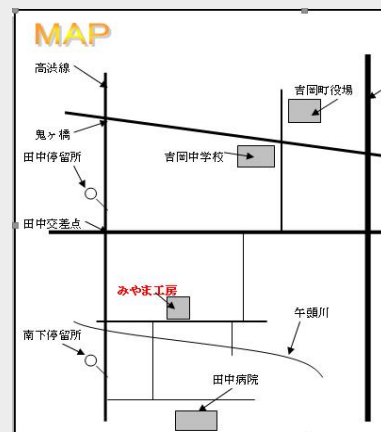 MAP
高渋線
吉岡町役場
鬼ヶ橋
吉岡中学校
田中停留所
田中交差点
みやま工房
午頭川
南下停留所
田中病院